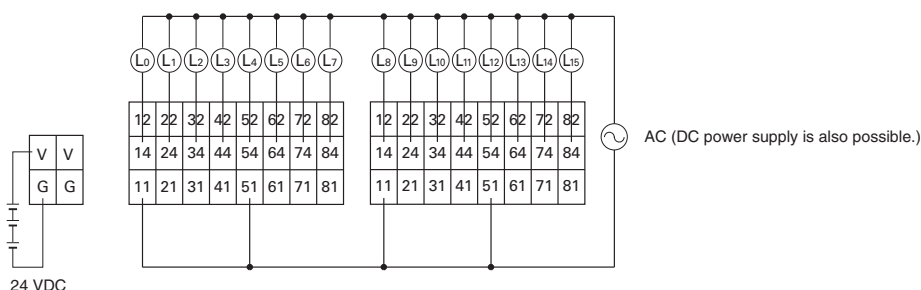 L0 L1 L2 L3 L4 L5 L6 L7 L8 L9 L10 L11 L12 L13 L14 L15
12 22 32 42 52 62 72 82 12 22 32 42 52 62 72 82
AC (DC power supply is also possible.)
V V 14 24 34 44 54 64 74 84 14 24 34 44 54 64 74 84
G G 11 21 31 41 51 61 71 81 11 21 31 41 51 61 71 81
24 VDC